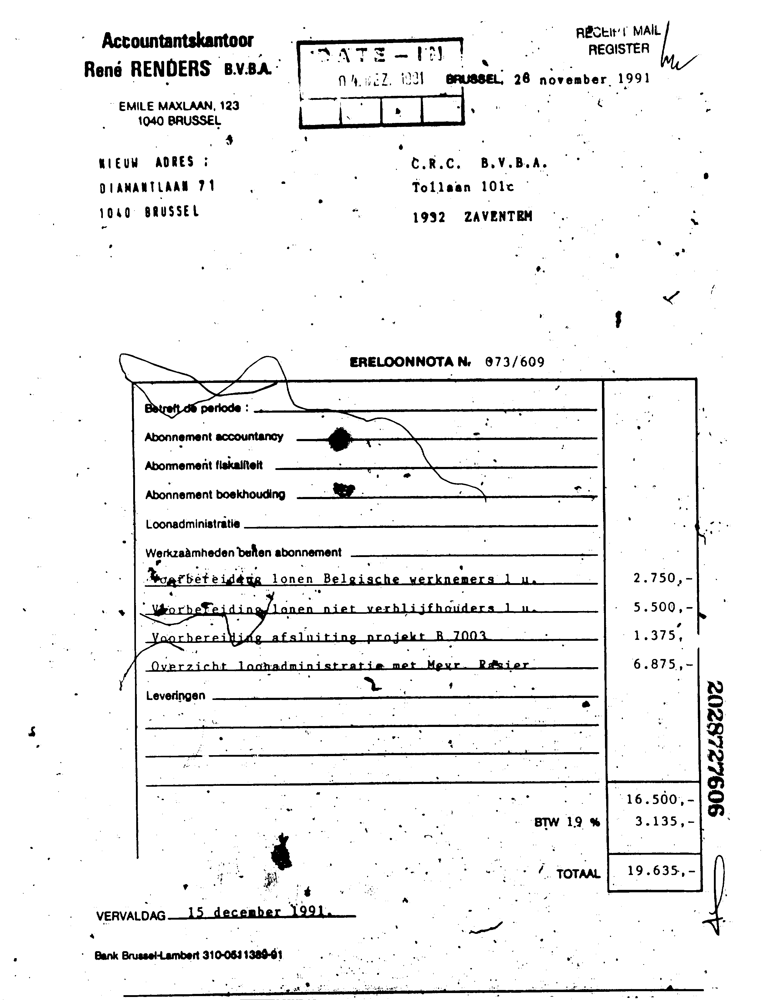 RECEIPT MAIL
REGISTER
Accountantskantoor
René RENDERS B.V.B.A.
DATE - IN
04. DEZ. 1991
BRUSSEL, 28 november 1991
EMILE MAXLAAN, 123
1040 BRUSSEL
NIEUW ADRES :
DIAMANTLAAN 71
1040 BRUSSEL
C.R.C. B.V.B.A.
Tollaan 101c
1932 ZAVENTEM
ERELOONNOTA N. 073/609
Betreft de periode :
Abonnement accountancy
Abonnement fiskaliteit
Abonnement boekhouding
Loonadministratie
Werkzaamheden buiten abonnement
Voorbereiding lonen Belgische werknemers 1 u. 2.750,-
Voorbereiding lonen niet verblijfhouders 1 u. 5.500,-
Voorbereiding afsluiting projekt B 7003 1.375,
Overzicht loonadministratie met Mevr. 6.875,-
Leveringen
16.500,-
BTW 19 % 3.135,-
TOTAAL 19.635,-
2028727606
VERVALDAG 15 december 1991.
Bank Brussel-Lambert 310-0611389-91